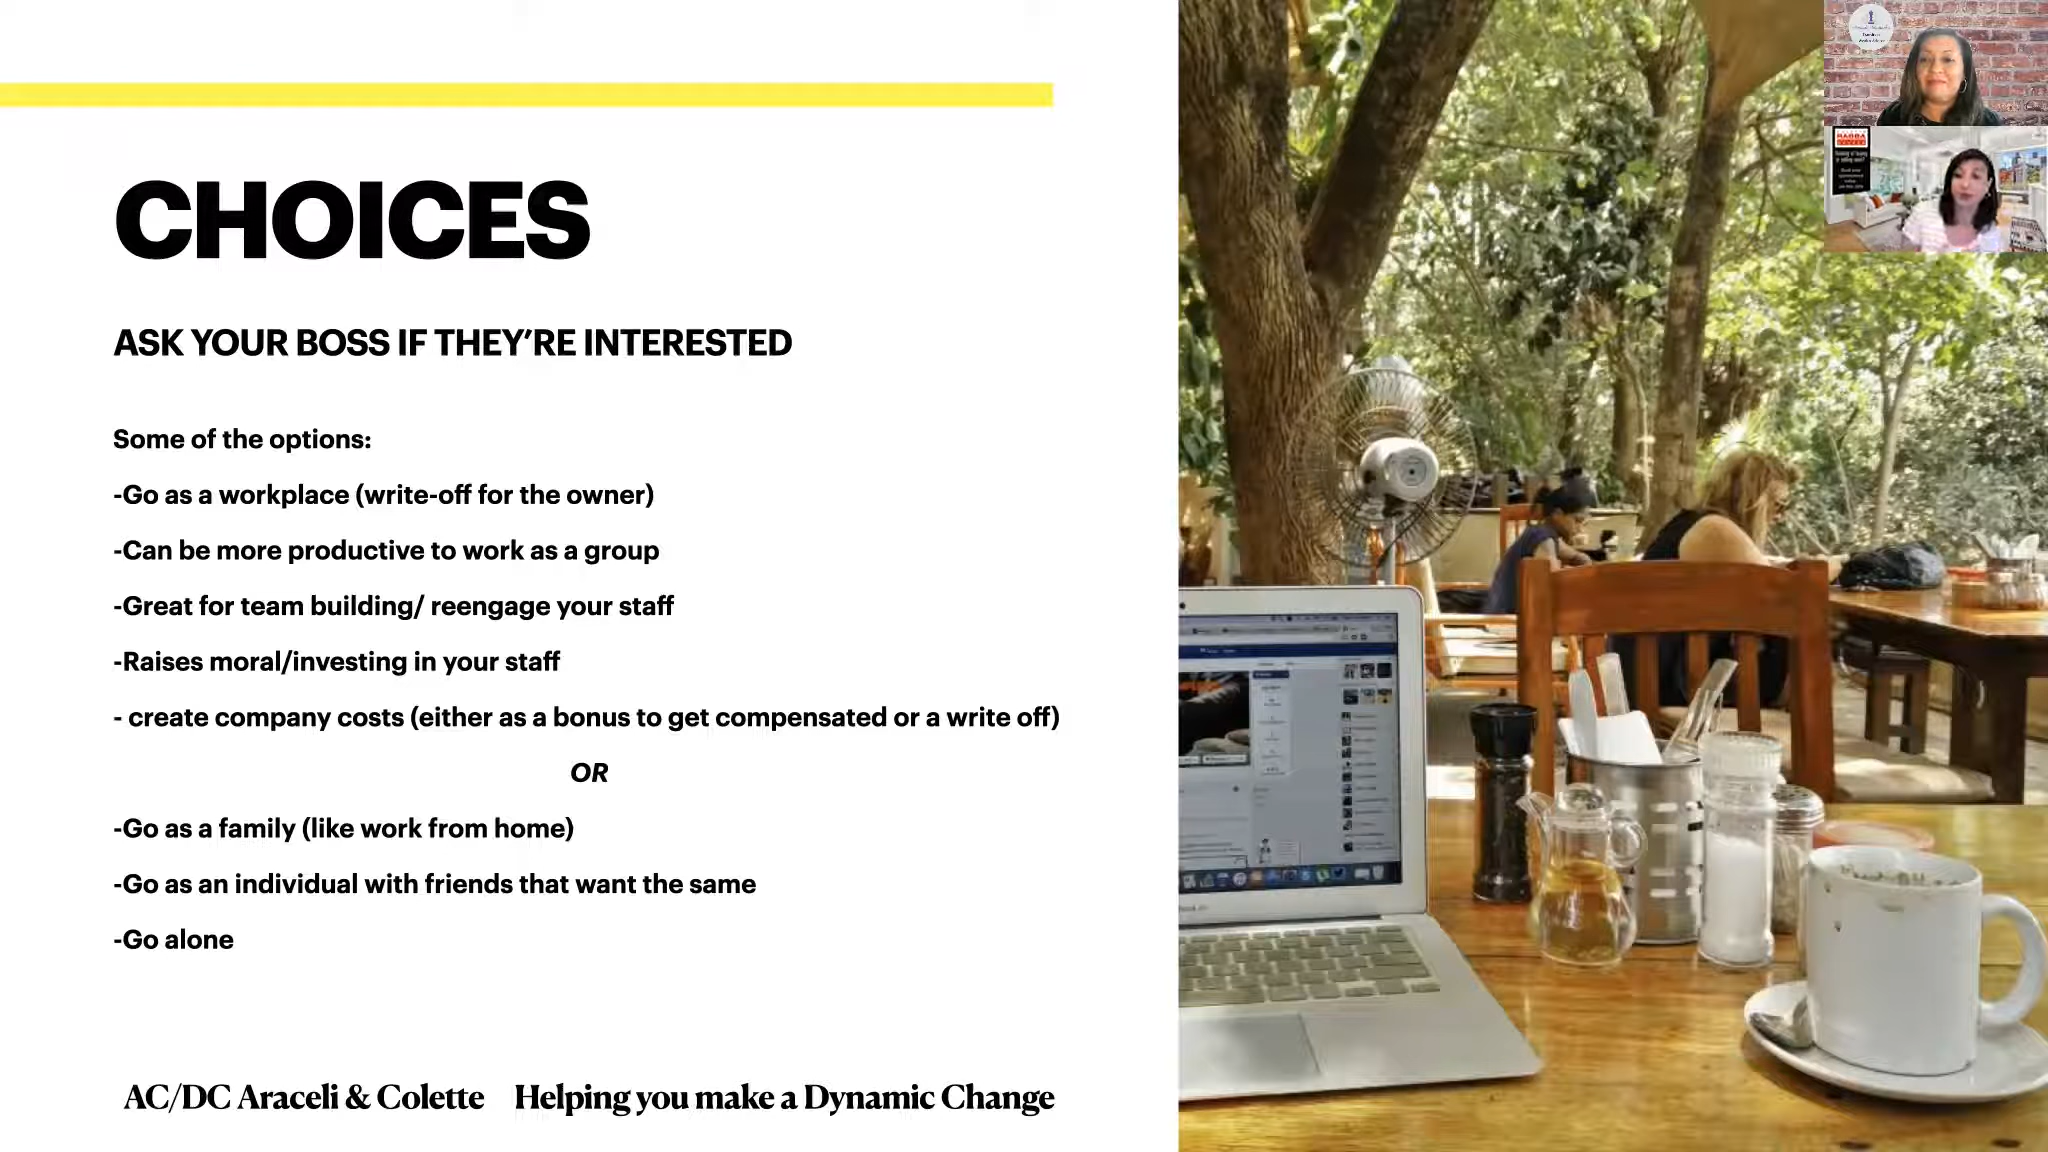 CHOICES
ASK YOUR BOSS IF THEY'RE INTERESTED
Some of the options:
-Go as a workplace (write-off for the owner)
-Can be more productive to work as a group
-Great for team building/ reengage your staff
-Raises moral/investing in your staff
- create company costs (either as a bonus to get compensated or a write off)
OR
-Go as a family (like work from home)
-Go as an individual with friends that want the same
-Go alone
AC/DC Araceli & Colette Helping you make a Dynamic Change